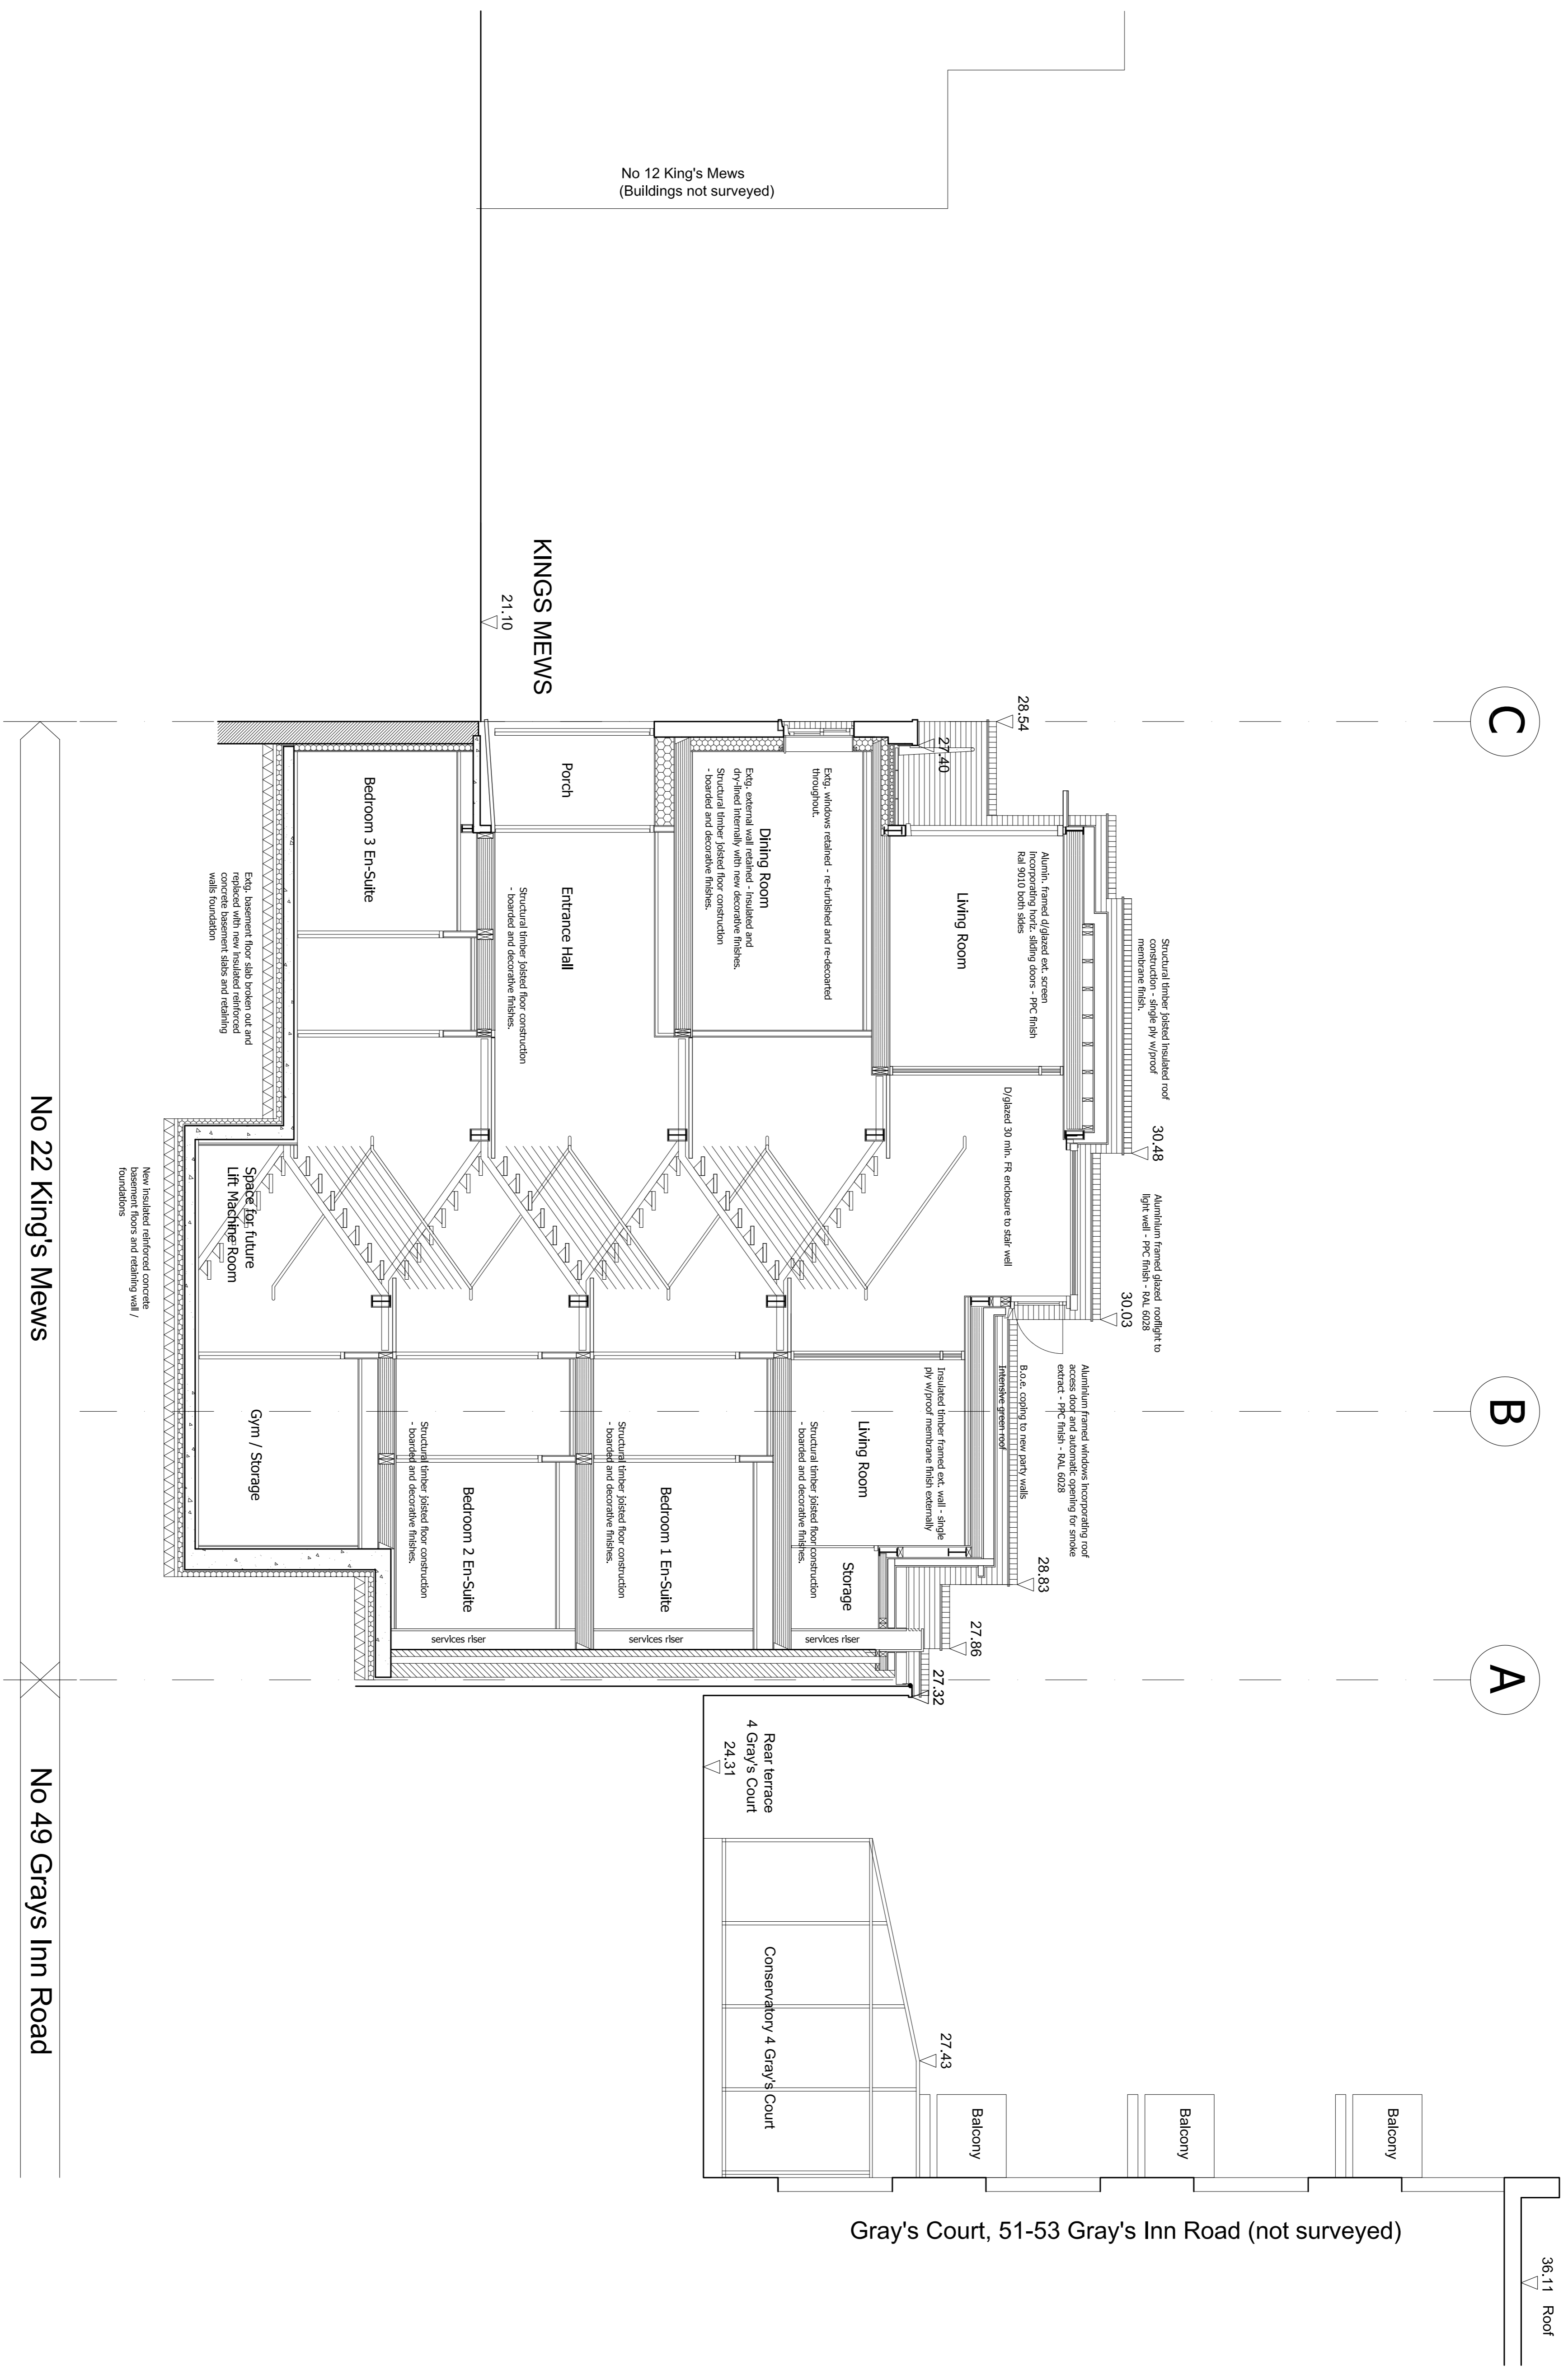 C
B
A
36.11 Roof
Balcony
Balcony
Balcony
Gray's Court, 51-53 Gray's Inn Road (not surveyed)
Structural timber joisted insulated roof
construction - single ply w/proof
membrane finish.
30.48
Aluminium framed glazed rooflight to
light well - PPC finish - RAL 6028
30.03
Aluminium framed windows incorporating roof
access door and automatic opening for smoke
extract - PPC finish - RAL 6028
B.o.e. coping to new party walls
Intensive green roof
28.54
27.40
28.83
27.86
27.32
27.43
Alumin. framed d/glazed ext. screen
incorporating horiz. sliding doors - PPC finish
Ral 9010 both sides
Living Room
D/glazed 30 min. FR enclosure to stair well
Insulated timber framed ext. wall - single
ply w/proof membrane finish externally
Living Room
Storage
Structural timber joisted floor construction
- boarded and decorative finishes.
services riser
Extg. windows retained - re-furbished and re-decoarted
throughout.
Dining Room
Extg. external wall retained - insulated and
dry-lined internally with new decorative finishes.
Structural timber joisted floor construction
- boarded and decorative finishes.
Rear terrace
4 Gray's Court
24.31
Conservatory 4 Gray's Court
No 12 King's Mews
(Buildings not surveyed)
Bedroom 1 En-Suite
Structural timber joisted floor construction
- boarded and decorative finishes.
services riser
KINGS MEWS
21.10
Porch
Entrance Hall
Structural timber joisted floor construction
- boarded and decorative finishes.
Bedroom 2 En-Suite
Structural timber joisted floor construction
- boarded and decorative finishes.
services riser
Bedroom 3 En-Suite
Space for future
Lift Machine Room
Gym / Storage
Extg. basement floor slab broken out and
replaced with new insulated reinforced
concrete basement slabs and retaining
walls foundation
New insulated reinforced concrete
basement floors and retaining wall /
foundations
No 22 King's Mews
No 49 Grays Inn Road